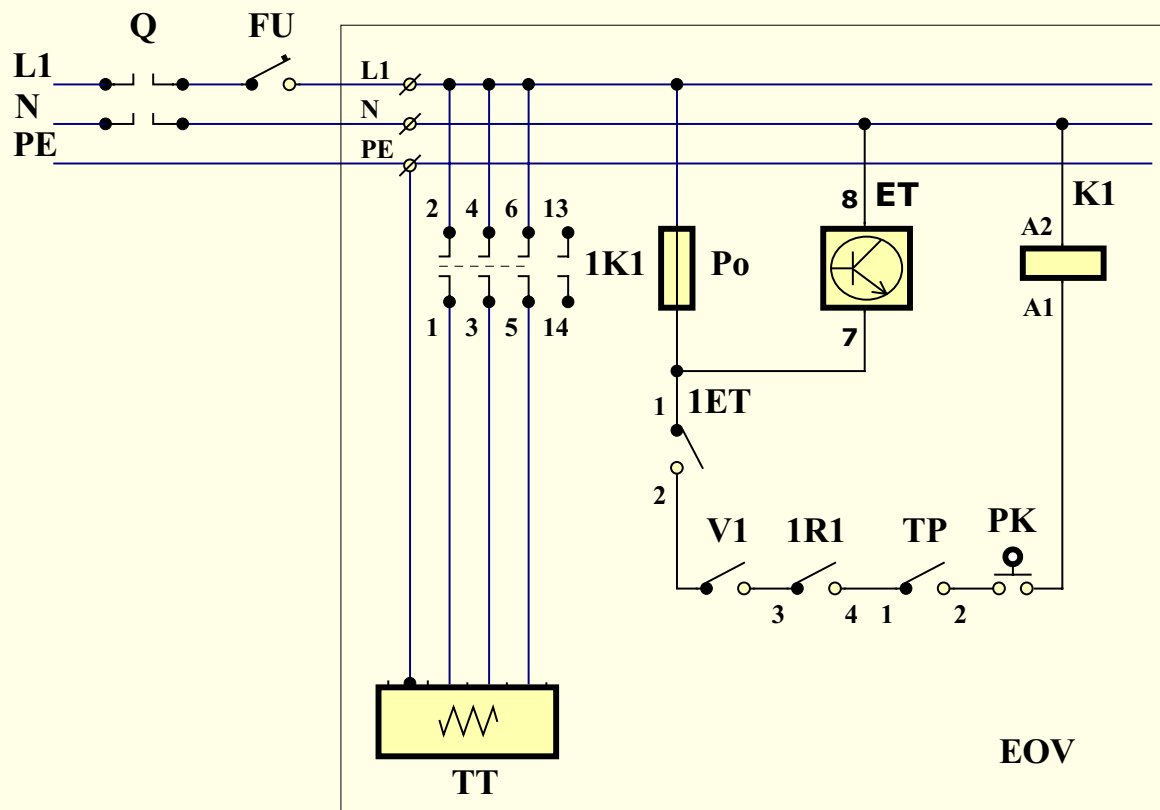 Q FU
L1 L1
N N
PE PE
8 ET K1
2 4 6 13 A2
1K1 Po
1 3 5 14 7 A1
1 1ET
2
V1 1R1 TP PK
3 4 1 2
EOV
TT